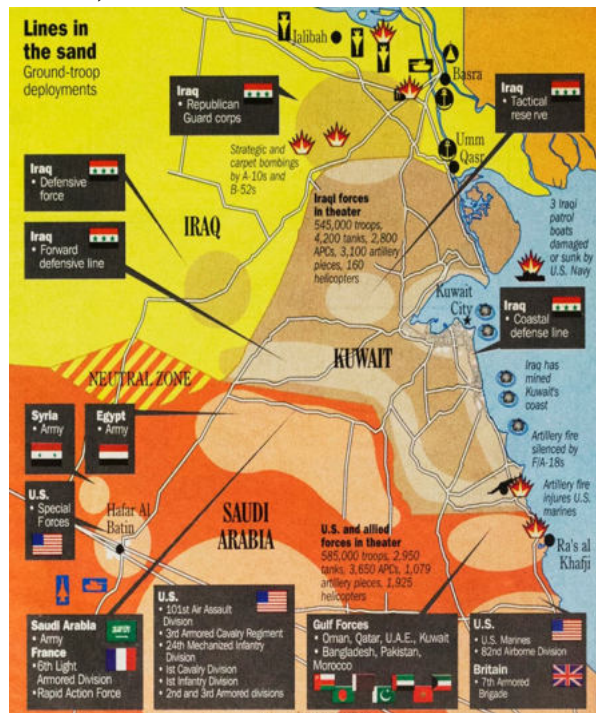 Lines in
the sand
Ground-troop
deployments
Jalibah
Basra
Iraq
• Republican
Guard corps
Iraq
• Tactical
reserve
Strategic and
carpet bombings
by A-10s and
B-52s
Umm
Qasr
Iraq
• Defensive
force
Iraqi forces
in theater
545,000 troops,
4,200 tanks, 2,800
APCs, 3,100 artillery
pieces, 160
helicopters
3 Iraqi
patrol
boats
damaged
or sunk by
U.S. Navy
IRAQ
Iraq
• Forward
defensive line
Kuwait
City
Iraq
• Coastal
defense line
KUWAIT
NEUTRAL ZONE
Iraq has
mined
Kuwait's
coast
Syria
• Army
Egypt
• Army
Artillery fire
silenced by
F/A-18s
Artillery fire
injures U.S.
marines
U.S.
• Special
Forces
Hafar Al
Batin
SAUDI
ARABIA
U.S. and allied
forces in theater
585,000 troops, 2,950
tanks, 3,650 APCs, 1,079
artillery pieces, 1,925
helicopters
Ra's al
Khafji
Saudi Arabia
• Army
France
• 6th Light
Armored Division
• Rapid Action Force
U.S.
• 101st Air Assault
Division
• 3rd Armored Cavalry Regiment
• 24th Mechanized Infantry
Division
• 1st Cavalry Division
• 1st Infantry Division
• 2nd and 3rd Armored divisions
Gulf Forces
• Oman, Qatar, U.A.E., Kuwait
• Bangladesh, Pakistan,
Morocco
U.S.
• U.S. Marines
• 82nd Airborne Division
Britain
• 7th Armored
Brigade